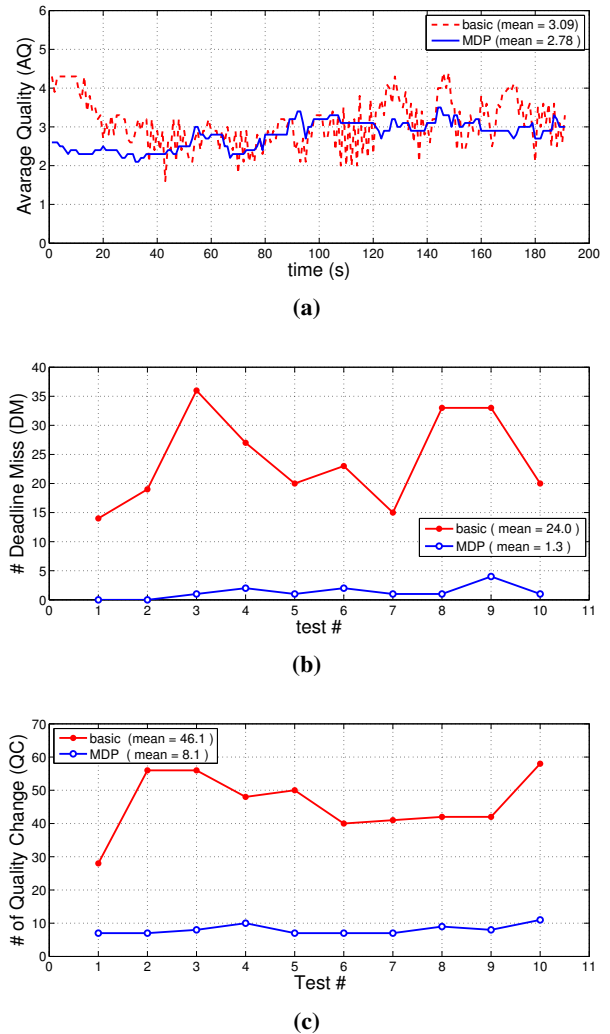 6
5
4
3
2
1
0
Avarage Quality (AQ)
basic (mean = 3.09)
MDP (mean = 2.78)
0 20 40 60 80 100 120 140 160 180 200
time (s)
(a)
40
35
30
25
20
15
10
5
0
# Deadline Miss (DM)
basic ( mean = 24.0 )
MDP ( mean = 1.3 )
0 1 2 3 4 5 6 7 8 9 10 11
test #
(b)
70
60
50
40
30
20
10
0
# of Quality Change (QC)
basic (mean = 46.1 )
MDP ( mean = 8.1 )
0 1 2 3 4 5 6 7 8 9 10 11
Test #
(c)